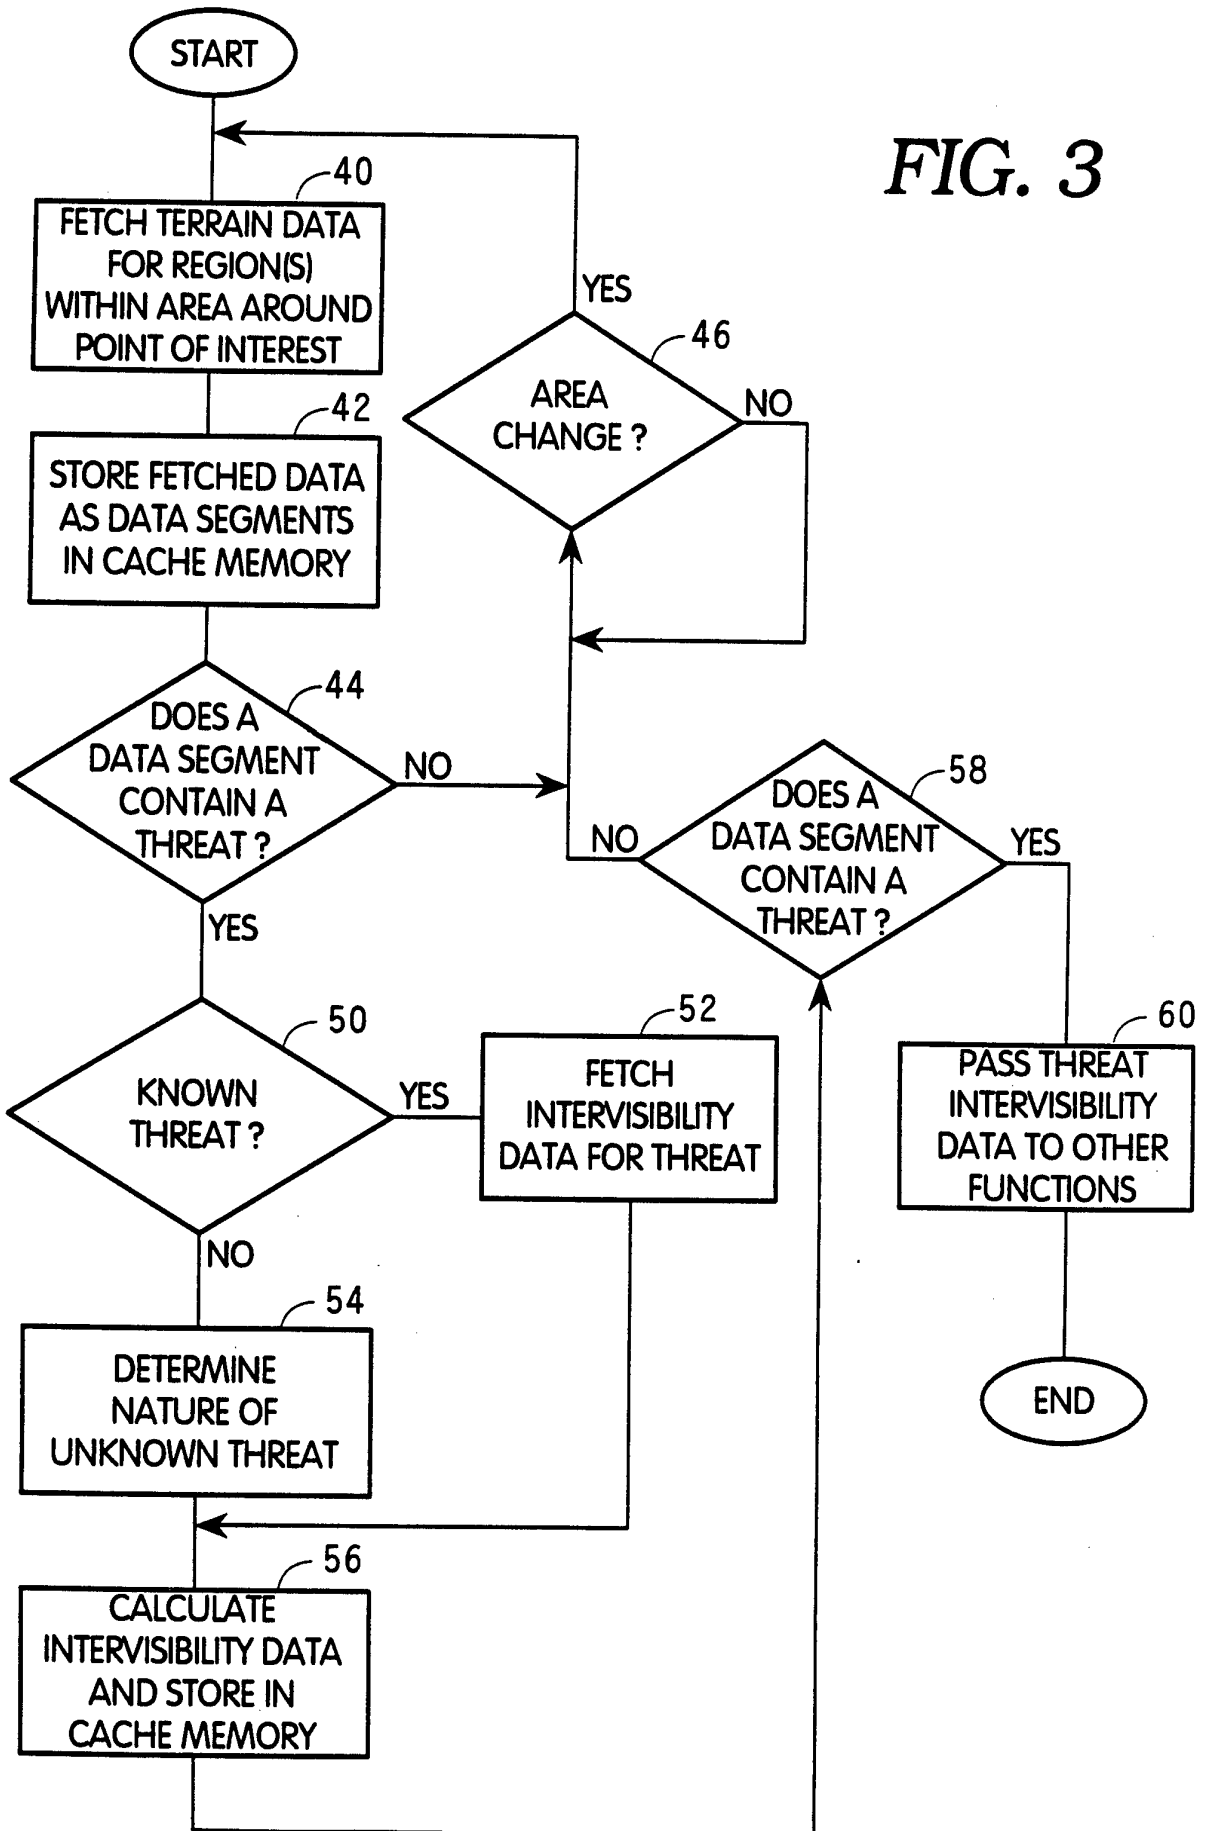 START
FIG. 3
40
FETCH TERRAIN DATA
FOR REGION(S)
WITHIN AREA AROUND
POINT OF INTEREST
YES
46
AREA
CHANGE ?
NO
42
STORE FETCHED DATA
AS DATA SEGMENTS
IN CACHE MEMORY
44
DOES A
DATA SEGMENT
CONTAIN A
THREAT ?
NO
YES
58
DOES A
DATA SEGMENT
CONTAIN A
THREAT ?
NO
YES
50
KNOWN
THREAT ?
YES
NO
52
FETCH
INTERVISIBILITY
DATA FOR THREAT
60
PASS THREAT
INTERVISIBILITY
DATA TO OTHER
FUNCTIONS
54
DETERMINE
NATURE OF
UNKNOWN THREAT
END
56
CALCULATE
INTERVISIBILITY DATA
AND STORE IN
CACHE MEMORY